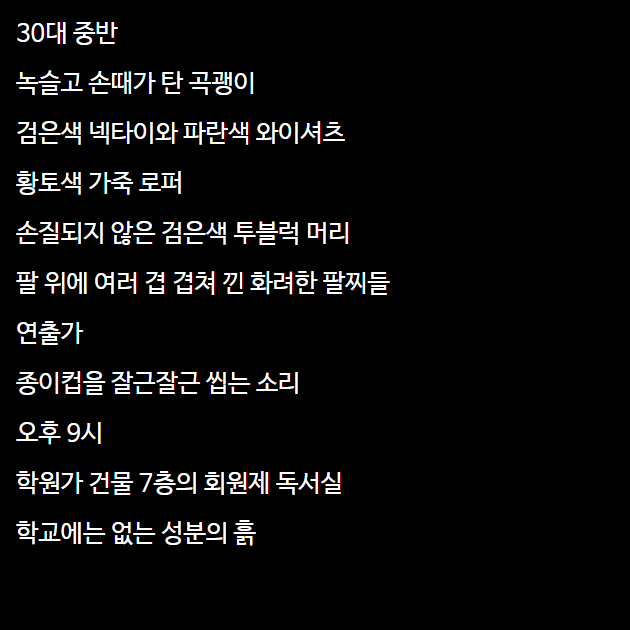 30대 중반
녹슬고 손때가 탄 곡괭이
검은색 넥타이와 파란색 와이셔츠
황토색 가죽 로퍼
손질되지 않은 검은색 투블럭 머리
팔 위에 여러 겹 겹쳐 낀 화려한 팔찌들
연출가
종이컵을 잘근잘근 씹는 소리
오후 9시
학원가 건물 7층의 회원제 독서실
학교에는 없는 성분의 흙